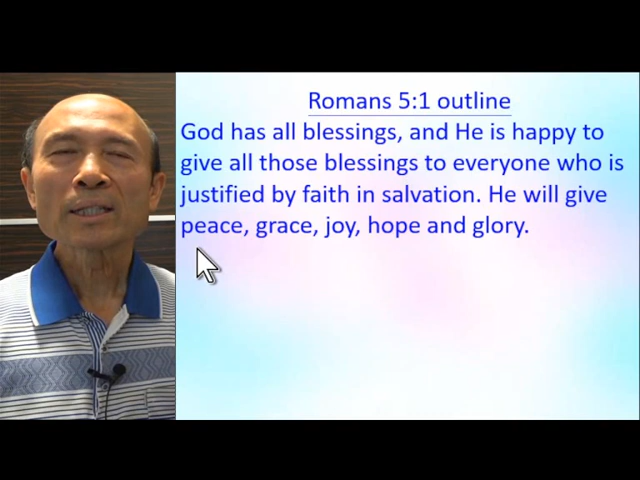 Romans 5:1 outline
God has all blessings, and He is happy to
give all those blessings to everyone who is
justified by faith in salvation. He will give
peace, grace, joy, hope and glory.